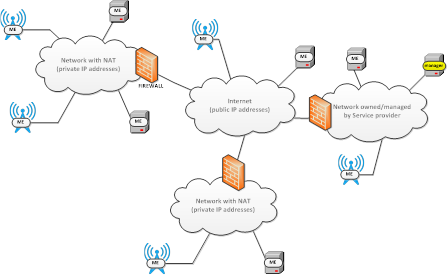 ME
ME
ME
ME
ME
manager
Network with NAT
(private IP addresses)
FIREWALL
Internet
(public IP addresses)
Network owned/managed
by Service provider
ME
ME
ME
Network with NAT
(private IP addresses)
ME
ME